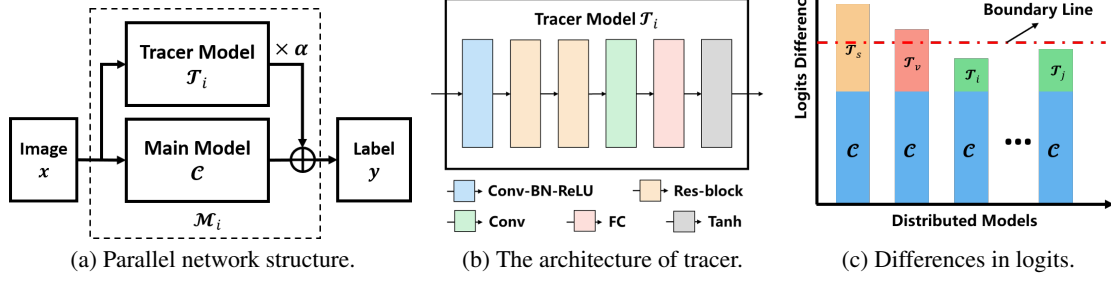 Tracer Model
𝒯i
× α
Image
x
Main Model
𝒞
Label
y
ℳi
(a) Parallel network structure.
Tracer Model 𝒯i
Conv-BN-ReLU
Res-block
Conv
FC
Tanh
(b) The architecture of tracer.
Logits Difference
Boundary Line
𝒯s
𝒯v
𝒯i
𝒯j
𝒞
𝒞
𝒞
...
𝒞
Distributed Models
(c) Differences in logits.